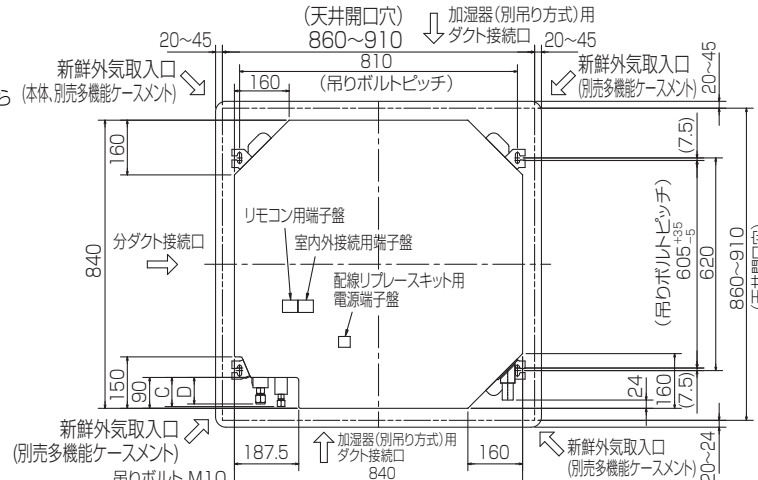 (天井開口穴)
860~910
加湿器(別吊り方式)用
ダクト接続口
20~45
20~45
810
(吊りボルトピッチ)
160
新鮮外気取入口
(本体、別売多機能ケースメント)
ら
新鮮外気取入口
(別売多機能ケースメント)
20~45
160
840
(7.5)
(吊りボルトピッチ)
605 +35 -5
620
860~910
(天井開口穴)
リモコン用端子盤
室内外接続用端子盤
分ダクト接続口
配線リプレースキット用
電源端子盤
150
90
C
D
24
160
(7.5)
新鮮外気取入口
(別売多機能ケースメント)
187.5
加湿器(別吊り方式)用
ダクト接続口
160
新鮮外気取入口
(別売多機能ケースメント)
20~24
吊りボルト M10
840